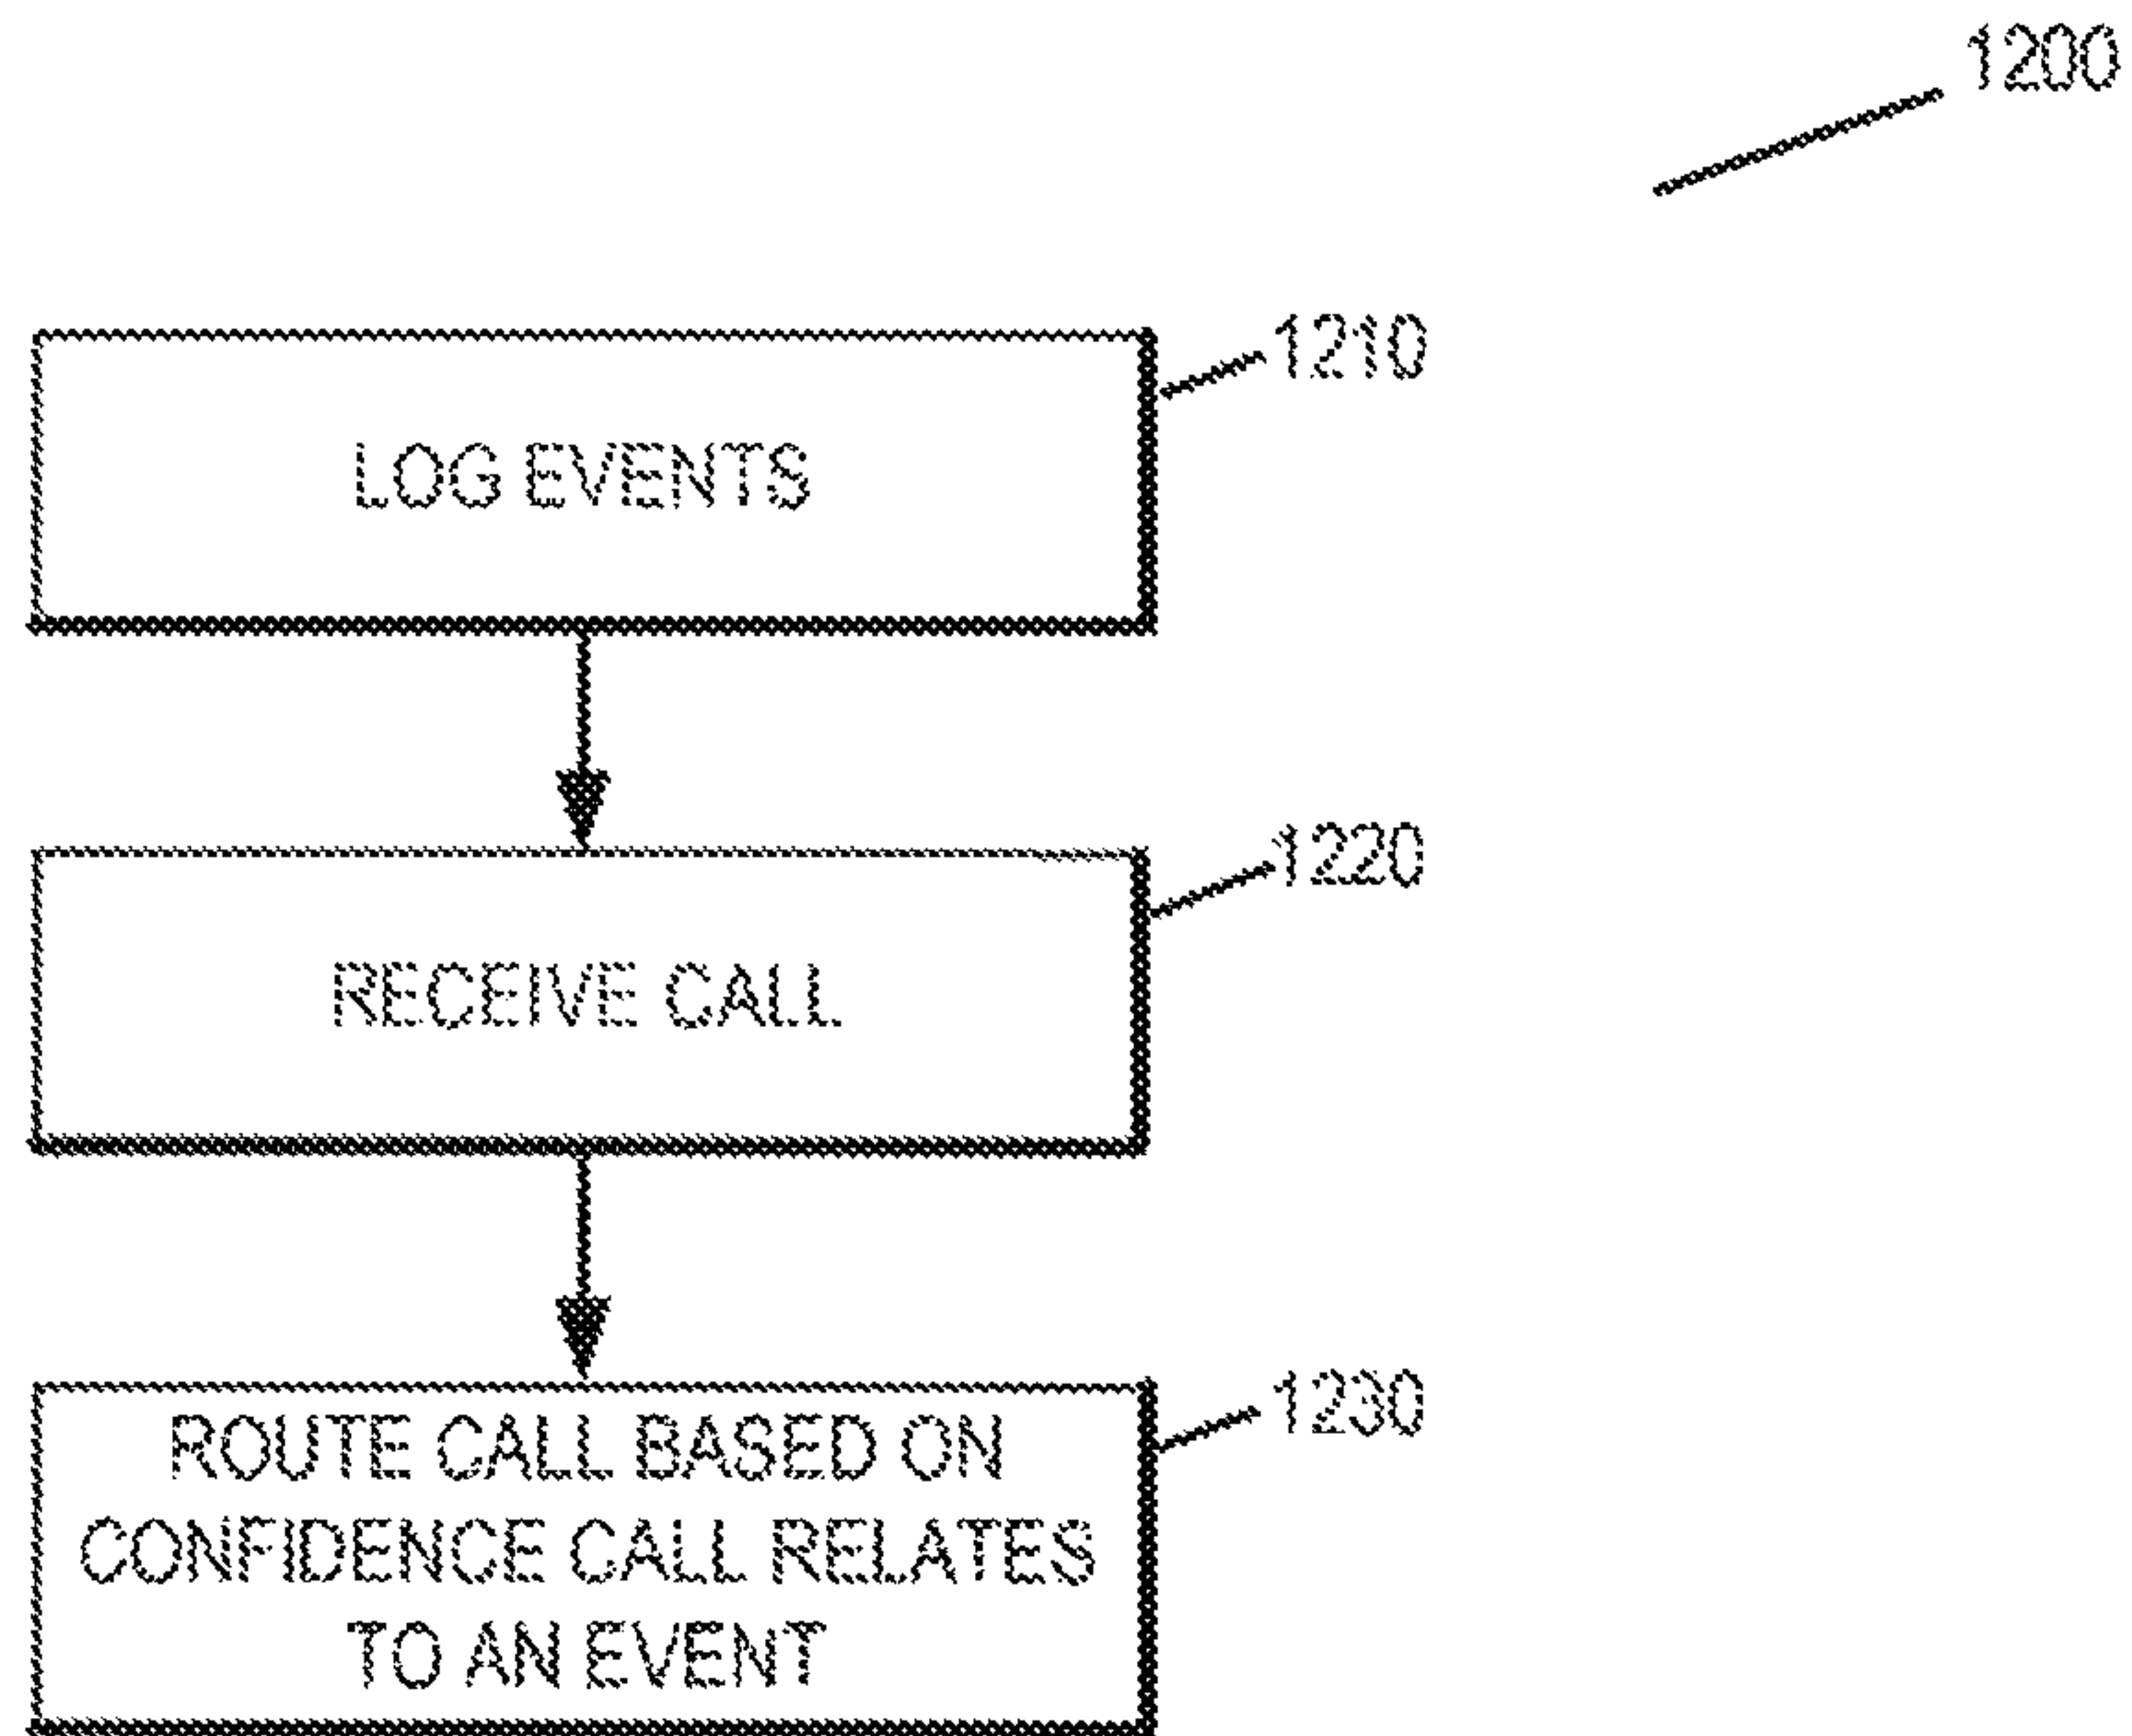 1200
1210
LOG EVENTS
1220
RECEIVE CALL
1230
ROUTE CALL BASED ON
CONFIDENCE CALL RELATES
TO AN EVENT